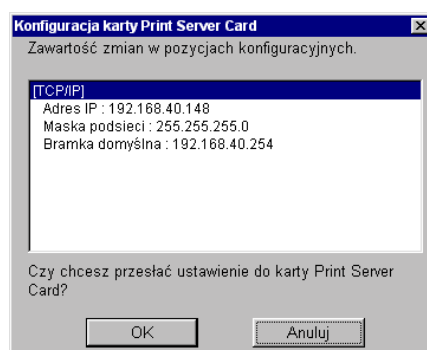 Konfiguracja karty Print Server Card
Zawartość zmian w pozycjach konfiguracyjnych.
[TCP/IP]
Adres IP : 192.168.40.148
Maska podsieci : 255.255.255.0
Bramka domyślna : 192.168.40.254
Czy chcesz przesłać ustawienie do karty Print Server
Card?
OK
Anuluj